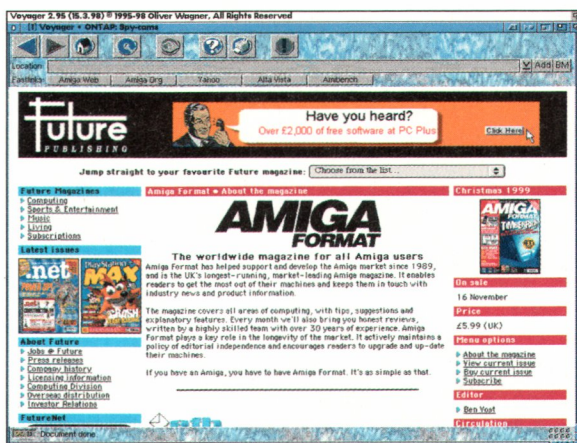 Voyager 2.95 (15.3.98) © 1995-98 Oliver Wagner, All Rights Reserved
[1] Voyager • ONTAP: Spy-cams
Location:
Add BM
Fastlinks: Amiga Web Amiga Org Yahoo Alta Vista Aminench
Future
PUBLISHING
Have you heard?
Over £2,000 of free software at PC Plus
Click Here
Jump straight to your favourite Future magazine: Choose from the list...
Future Magazines
Computing
Sports & Entertainment
Music
Living
Subscriptions
Latest issues
.net
MAX
CRASH
About Future
Jobs @ Future
Press releases
Company history
Licensing information
Computing Division
Overseas distribution
Investor Relations
FutureNet
Amiga Format • About the magazine
AMIGA
FORMAT
The worldwide magazine for all Amiga users
Amiga Format has helped support and develop the Amiga market since 1989,
and is the UK's longest-running, market-leading Amiga magazine. It enables
readers to get the most out of their machines and keeps them in touch with
industry news and product information.
The magazine covers all areas of computing, with tips, suggestions and
explanatory features. Every month we'll also bring you honest reviews,
written by a highly skilled team with over 30 years of experience. Amiga
Format plays a key role in the longevity of the market. It actively maintains a
policy of editorial independence and encourages readers to upgrade and up-date
their machines.
If you have an Amiga, you have to have Amiga Format. It's as simple as that.
Christmas 1999
AMIGA
FORMAT
On sale
16 November
Price
£5.99 (UK)
Menu options
About the magazine
View current issue
Buy current issue
Subscribe
Editor
Ben Vost
Circulation
Document done.